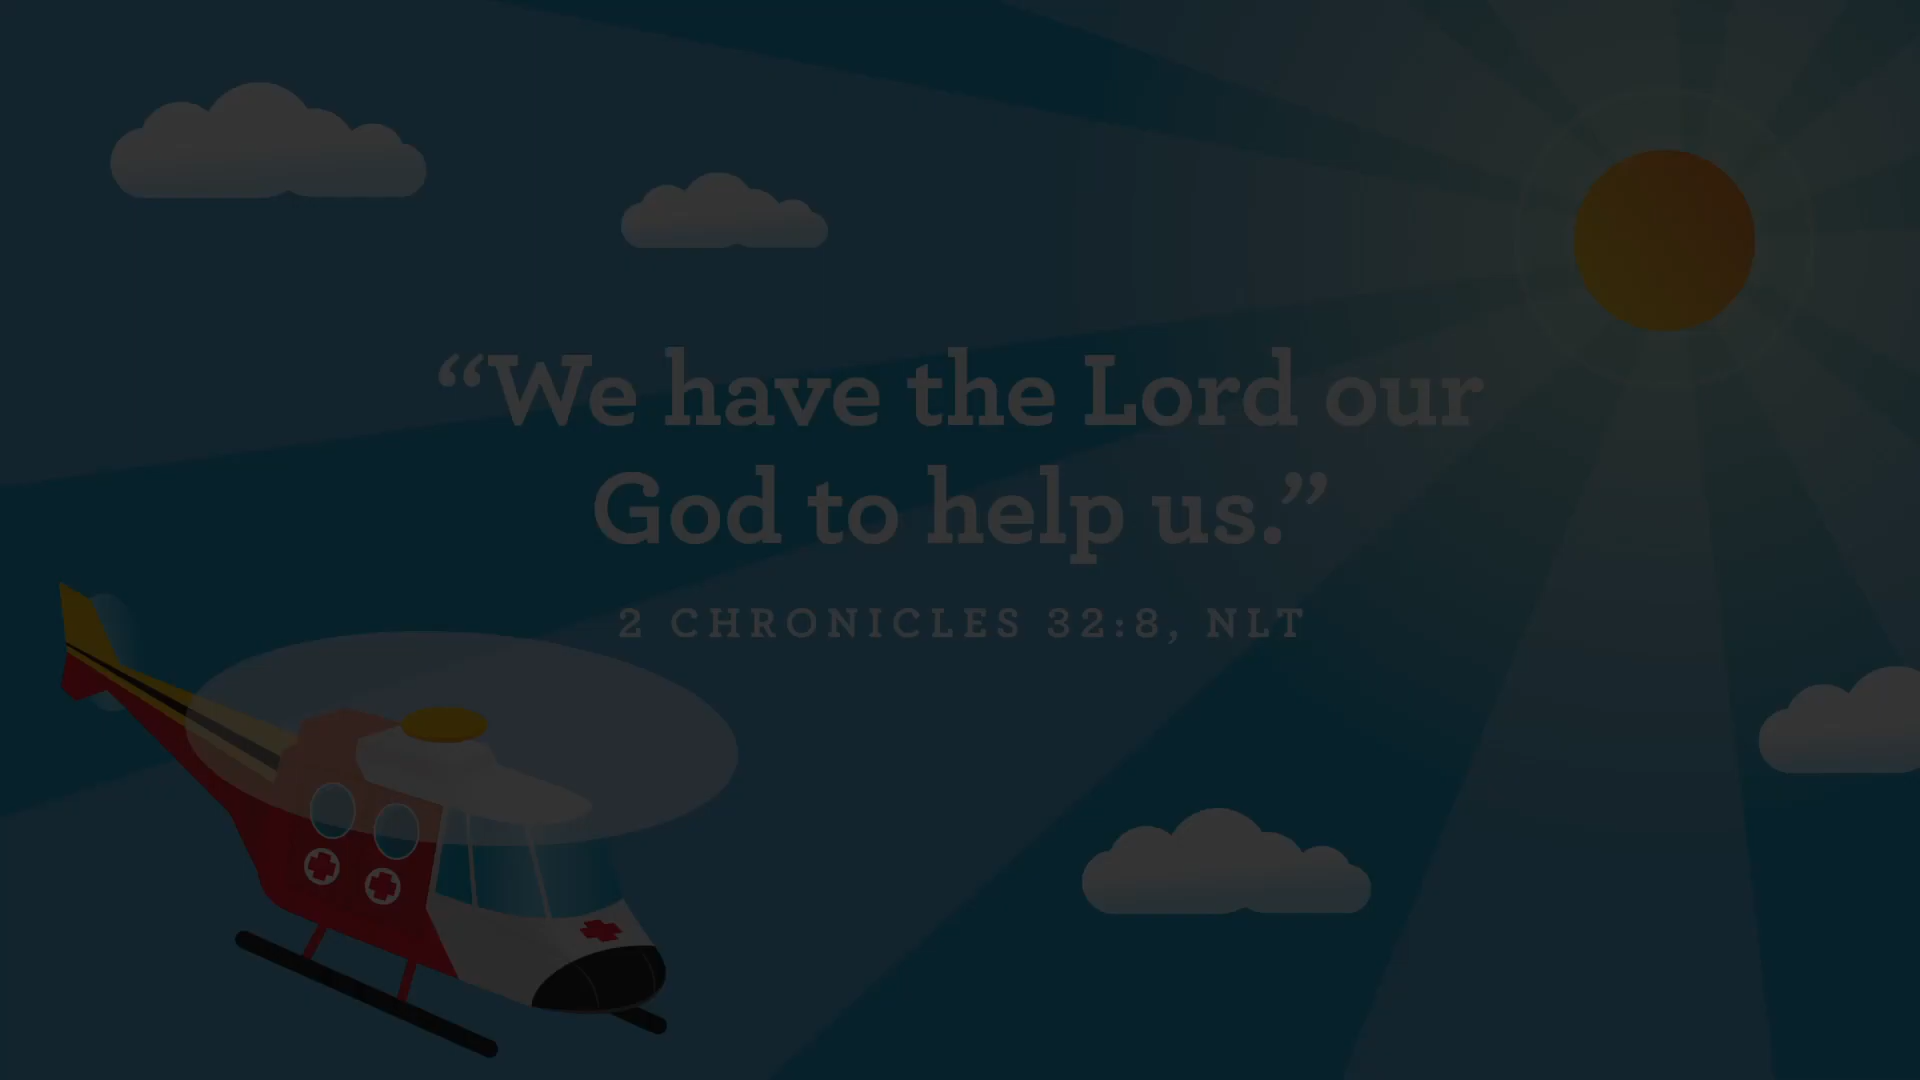 “We have the Lord our
God to help us.”
2 CHRONICLES 32:8, NLT